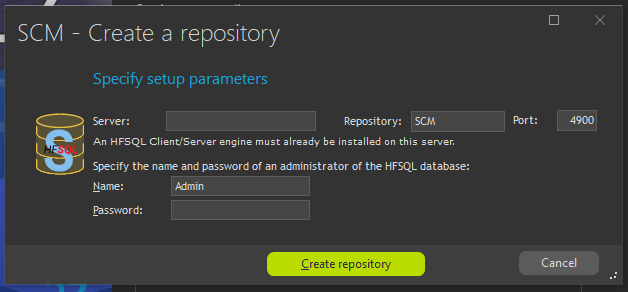 SCM - Create a repository
Specify setup parameters
Server: Repository: SCM Port: 4900
An HFSQL Client/Server engine must already be installed on this server.
HFSQL
S
Specify the name and password of an administrator of the HFSQL database:
Name: Admin
Password:
Create repository Cancel